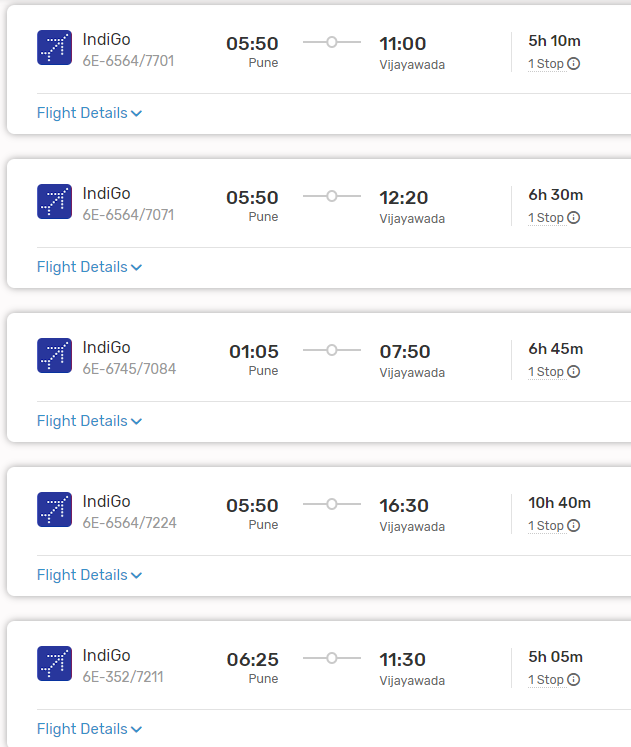 IndiGo
6E-6564/7701
05:50
Pune
11:00
Vijayawada
5h 10m
1 Stop
Flight Details
IndiGo
6E-6564/7071
05:50
Pune
12:20
Vijayawada
6h 30m
1 Stop
Flight Details
IndiGo
6E-6745/7084
01:05
Pune
07:50
Vijayawada
6h 45m
1 Stop
Flight Details
IndiGo
6E-6564/7224
05:50
Pune
16:30
Vijayawada
10h 40m
1 Stop
Flight Details
IndiGo
6E-352/7211
06:25
Pune
11:30
Vijayawada
5h 05m
1 Stop
Flight Details